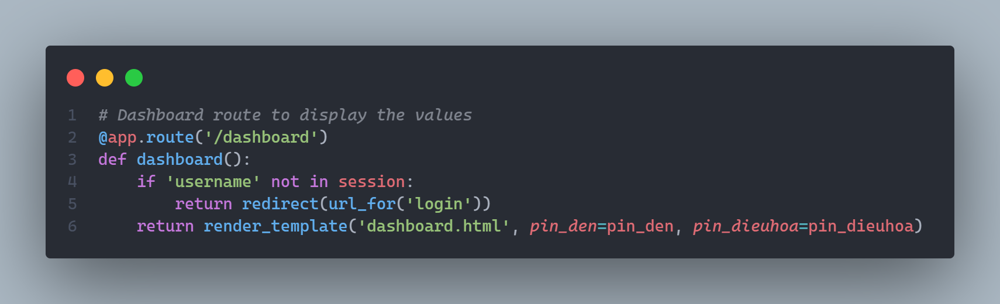 1 # Dashboard route to display the values
2 @app.route('/dashboard')
3 def dashboard():
4     if 'username' not in session:
5         return redirect(url_for('login'))
6     return render_template('dashboard.html', pin_den=pin_den, pin_dieuhoa=pin_dieuhoa)